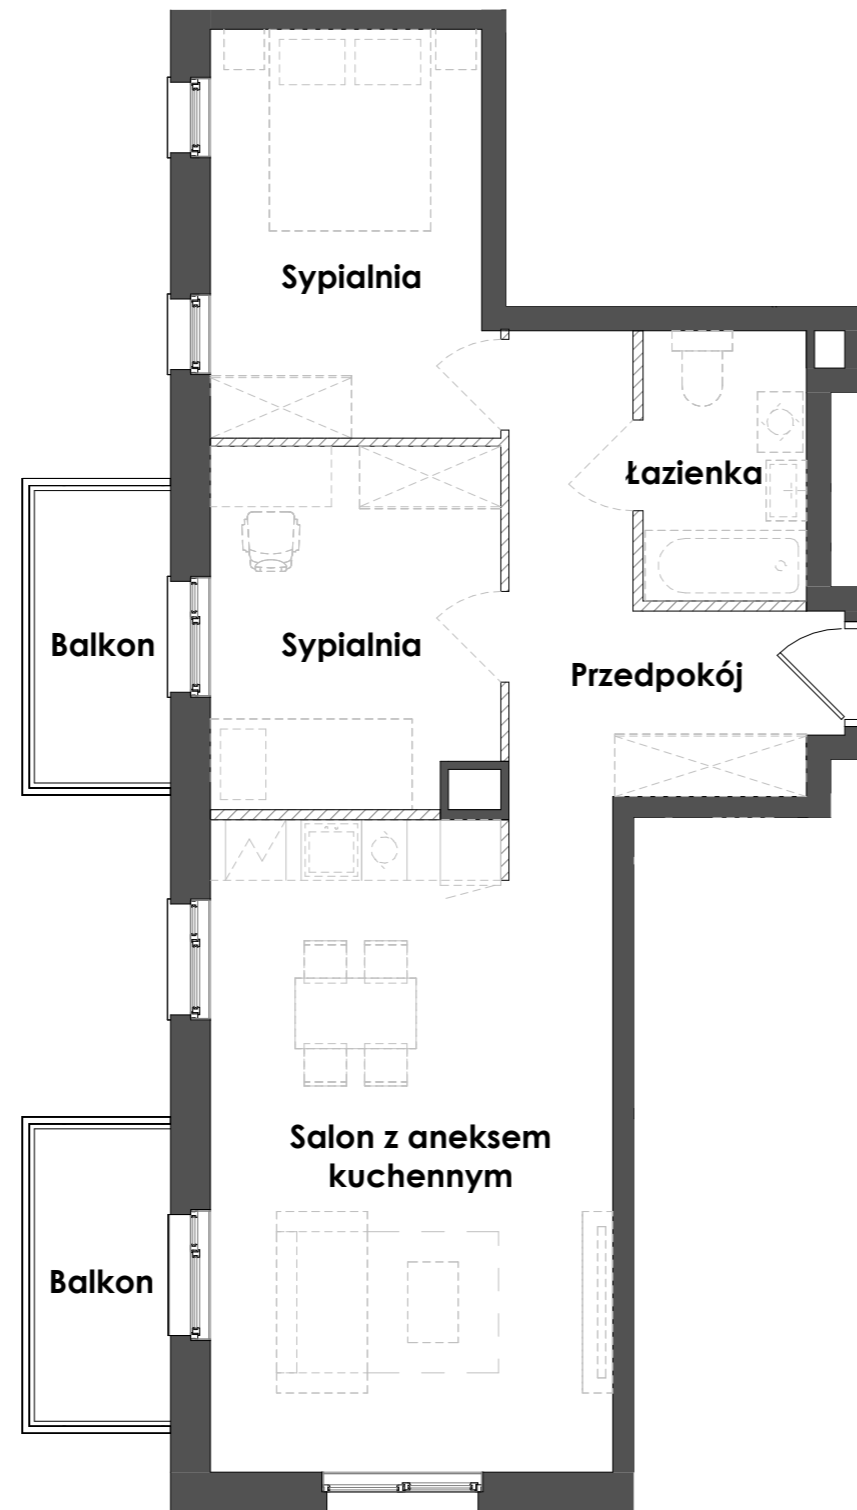 Sypialnia
Łazienka
Balkon
Sypialnia
Przedpokój
Salon z aneksem
kuchennym
Balkon